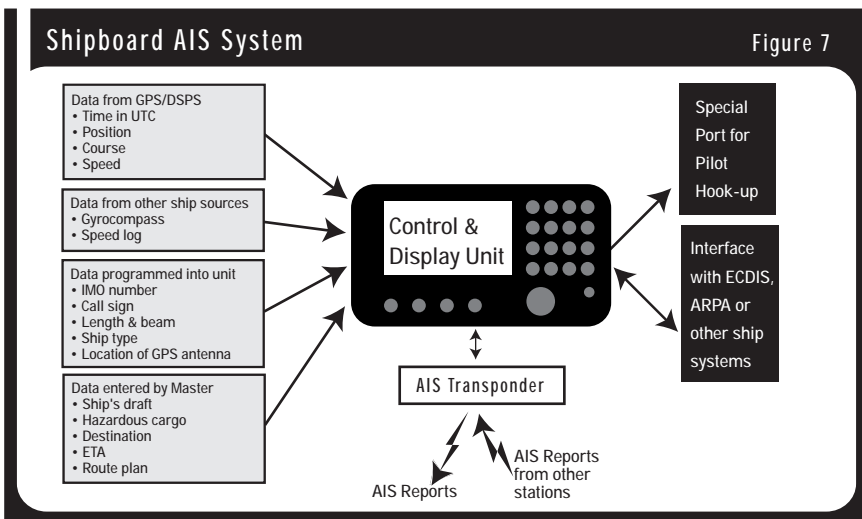 Shipboard AIS System
Figure 7
Data from GPS/DSPS
• Time in UTC
• Position
• Course
• Speed
Data from other ship sources
• Gyrocompass
• Speed log
Data programmed into unit
• IMO number
• Call sign
• Length & beam
• Ship type
• Location of GPS antenna
Data entered by Master
• Ship's draft
• Hazardous cargo
• Destination
• ETA
• Route plan
Control &
Display Unit
AIS Transponder
AIS Reports
AIS Reports
from other
stations
Special
Port for
Pilot
Hook-up
Interface
with ECDIS,
ARPA or
other ship
systems